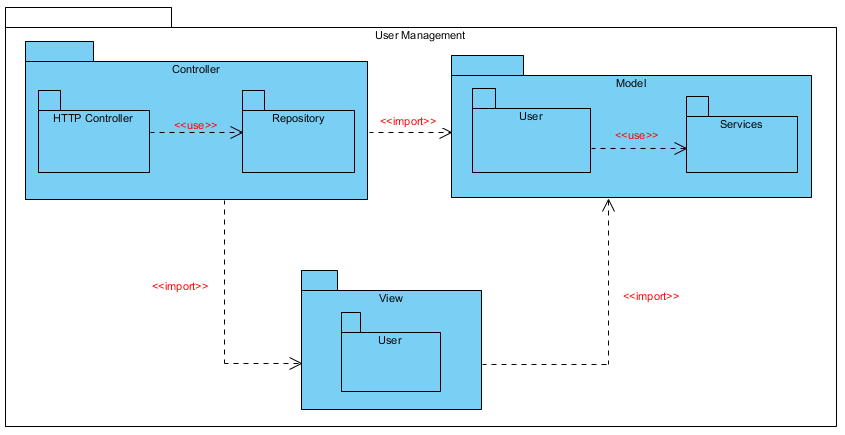 User Management
Controller
HTTP Controller
<<use>>
Repository
<<import>>
Model
User
<<use>>
Services
<<import>>
View
User
<<import>>